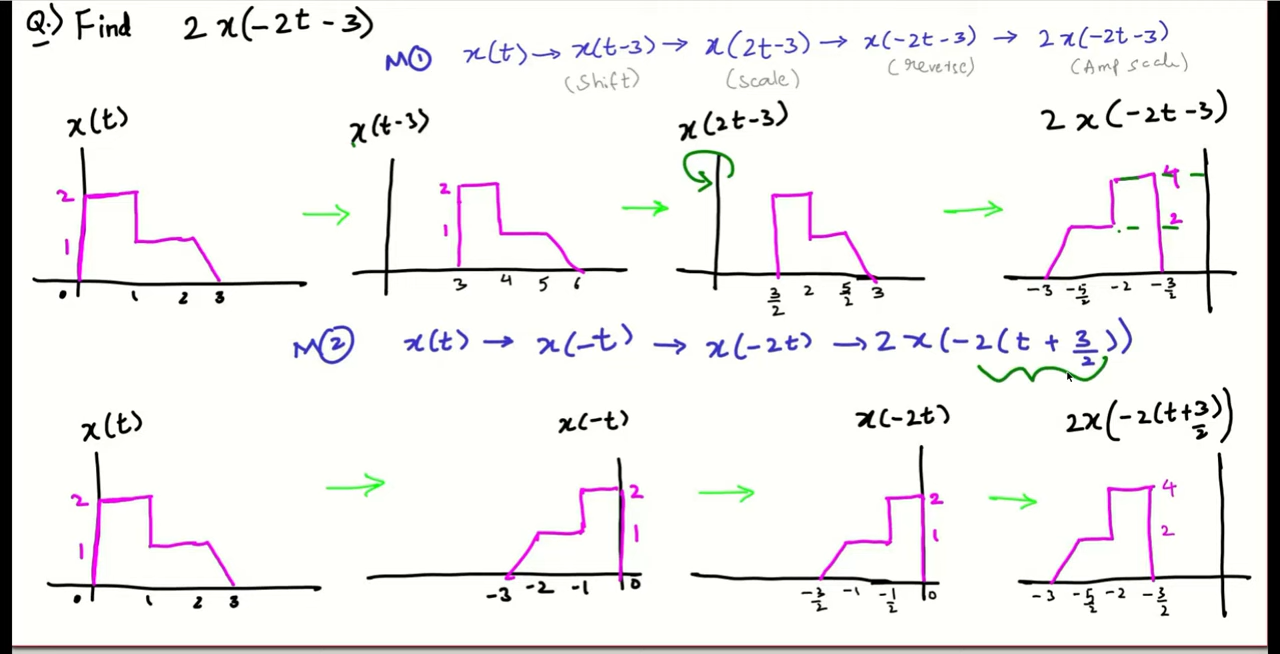 Q.) Find 2x(-2t-3)
M① x(t) → x(t-3) → x(2t-3) → x(-2t-3) → 2x(-2t-3)
(Shift) (Scale) (reverse) (Amp scale)
x(t) x(t-3) x(2t-3) 2x(-2t-3)
2 2 4
1 1 2
0 1 2 3 3 4 5 6 3/2 2 5/2 3 -3 -5/2 -2 -3/2
M② x(t) → x(-t) → x(-2t) → 2x(-2(t+3/2))
x(t) x(-t) x(-2t) 2x(-2(t+3/2))
2 2 2 4
1 1 1 2
0 1 2 3 -3 -2 -1 0 -3/2 -1 -1/2 0 -3 -5/2 -2 -3/2